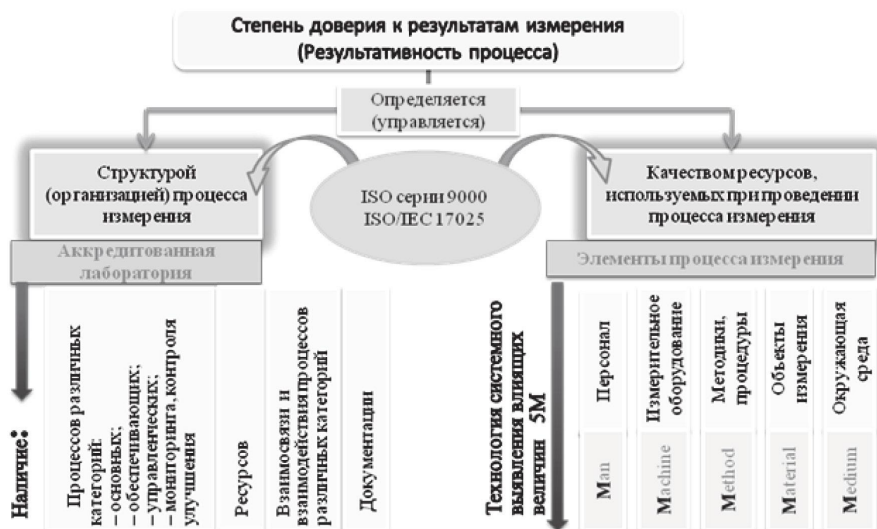 Степень доверия к результатам измерения
(Результативность процесса)
Определяется
(управляется)
Структурой
(организацией) процесса
измерения
ISO серии 9000
ISO/IEC 17025
Качеством ресурсов,
используемых при проведении
процесса измерения
Аккредитованная
лаборатория
Элементы процесса измерения
Наличие:
Процессов различных
категорий:
– основных;
– обеспечивающих;
– управленческих;
– мониторинга, контроля
улучшения
Ресурсов
Взаимосвязи и
взаимодействия процессов
различных категорий
Документации
Технология системного
выявления влияющих
величин 5М
Персонал
Измерительное
оборудование
Методики,
процедуры
Объекты
измерения
Окружающая
среда
Man
Machine
Method
Material
Medium